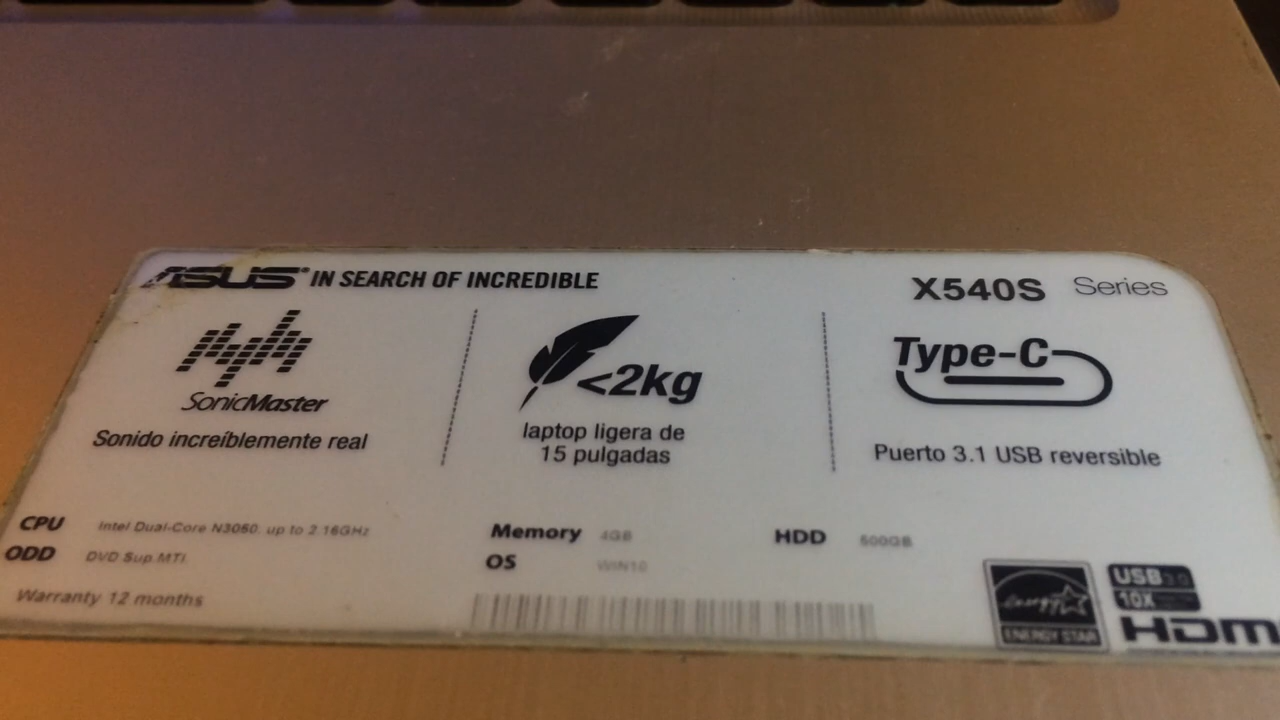 ASUS IN SEARCH OF INCREDIBLE
X540S Series
SonicMaster
Sonido increíblemente real
<2kg
laptop ligera de
15 pulgadas
Type-C
Puerto 3.1 USB reversible
CPU Intel Dual-Core N3060, up to 2.16GHz
Memory 4GB
HDD 500GB
ODD DVD Sup.MTI
OS WIN10
Warranty 12 months
energy
ENERGY STAR
USB 3.0
10X
HDMI